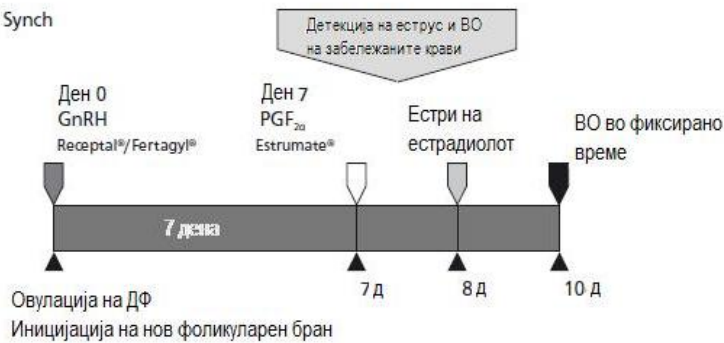 Synch
Детекција на еструс и ВО
на забележаните крави
Ден 0
GnRH
Receptal®/Fertagyl®
Ден 7
PGF2α
Estrumate®
Естри на
естрадиолот
ВО во фиксирано
време
7 дена
7 д
8 д
10 д
Овулација на ДФ
Иницијација на нов фоликуларен бран